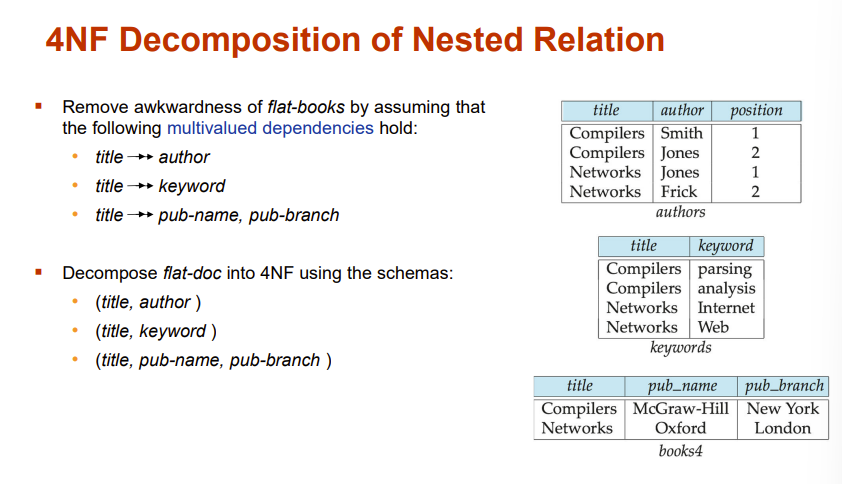 4NF Decomposition of Nested Relation
▪ Remove awkwardness of flat-books by assuming that
the following multivalued dependencies hold:
• title →→ author
• title →→ keyword
• title →→ pub-name, pub-branch
▪ Decompose flat-doc into 4NF using the schemas:
• (title, author )
• (title, keyword )
• (title, pub-name, pub-branch )
title author position
Compilers Smith 1
Compilers Jones 2
Networks Jones 1
Networks Frick 2
authors
title keyword
Compilers parsing
Compilers analysis
Networks Internet
Networks Web
keywords
title pub_name pub_branch
Compilers McGraw-Hill New York
Networks Oxford London
books4